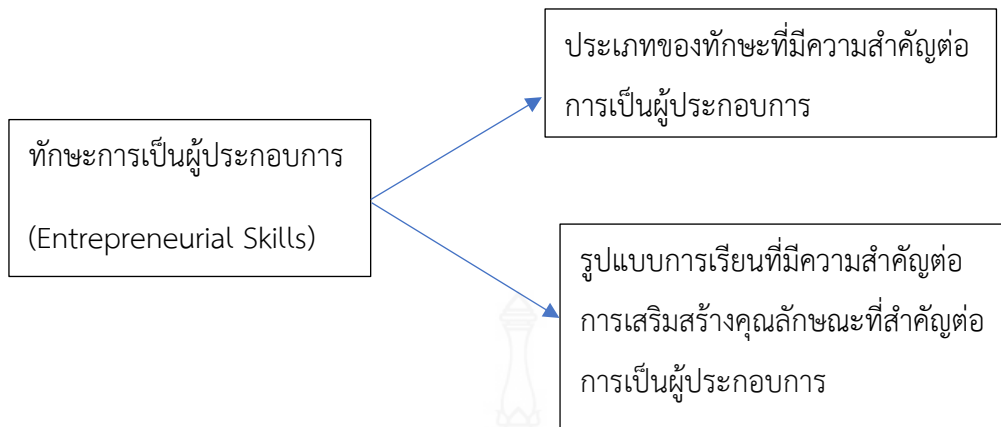 ประเภทของทักษะที่มีความสำคัญต่อ
การเป็นผู้ประกอบการ
ทักษะการเป็นผู้ประกอบการ
(Entrepreneurial Skills)
รูปแบบการเรียนที่มีความสำคัญต่อ
การเสริมสร้างคุณลักษณะที่สำคัญต่อ
การเป็นผู้ประกอบการ